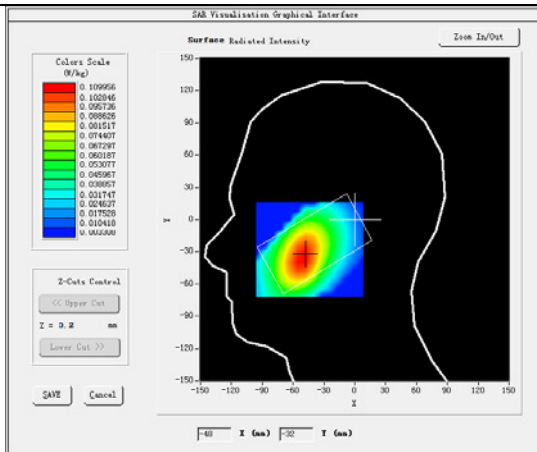 SAR Visualisation Graphical Interface
Surface Radiated Intensity
Zoom In/Out
Colors Scale
(W/kg)
0.109956
0.102846
0.095736
0.088626
0.081517
0.074407
0.067297
0.060187
0.053077
0.045967
0.038857
0.031747
0.024637
0.017528
0.010418
0.003308
150
120
90
60
30
0
-30
-60
-90
-120
-150
Y
-150 -120 -90 -60 -30 0 30 60 90 120 150
X
Z-Cuts Control
<< Upper Cut
Z = 3.2 mm
Lower Cut >>
SAVE Cancel
-48 X (mm) -32 Y (mm)